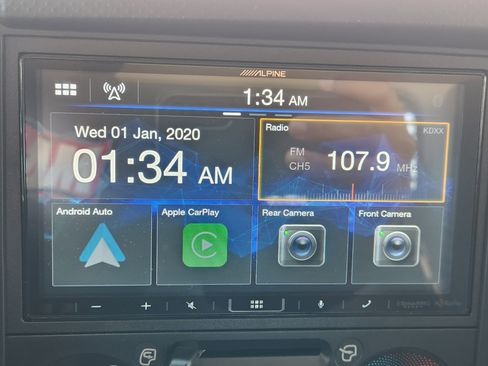 ALPINE
1:34 AM
Wed 01 Jan, 2020
01:34 AM
Radio
KDXX
FM
CH5
107.9 MHz
Android Auto
Apple CarPlay
Rear Camera
Front Camera